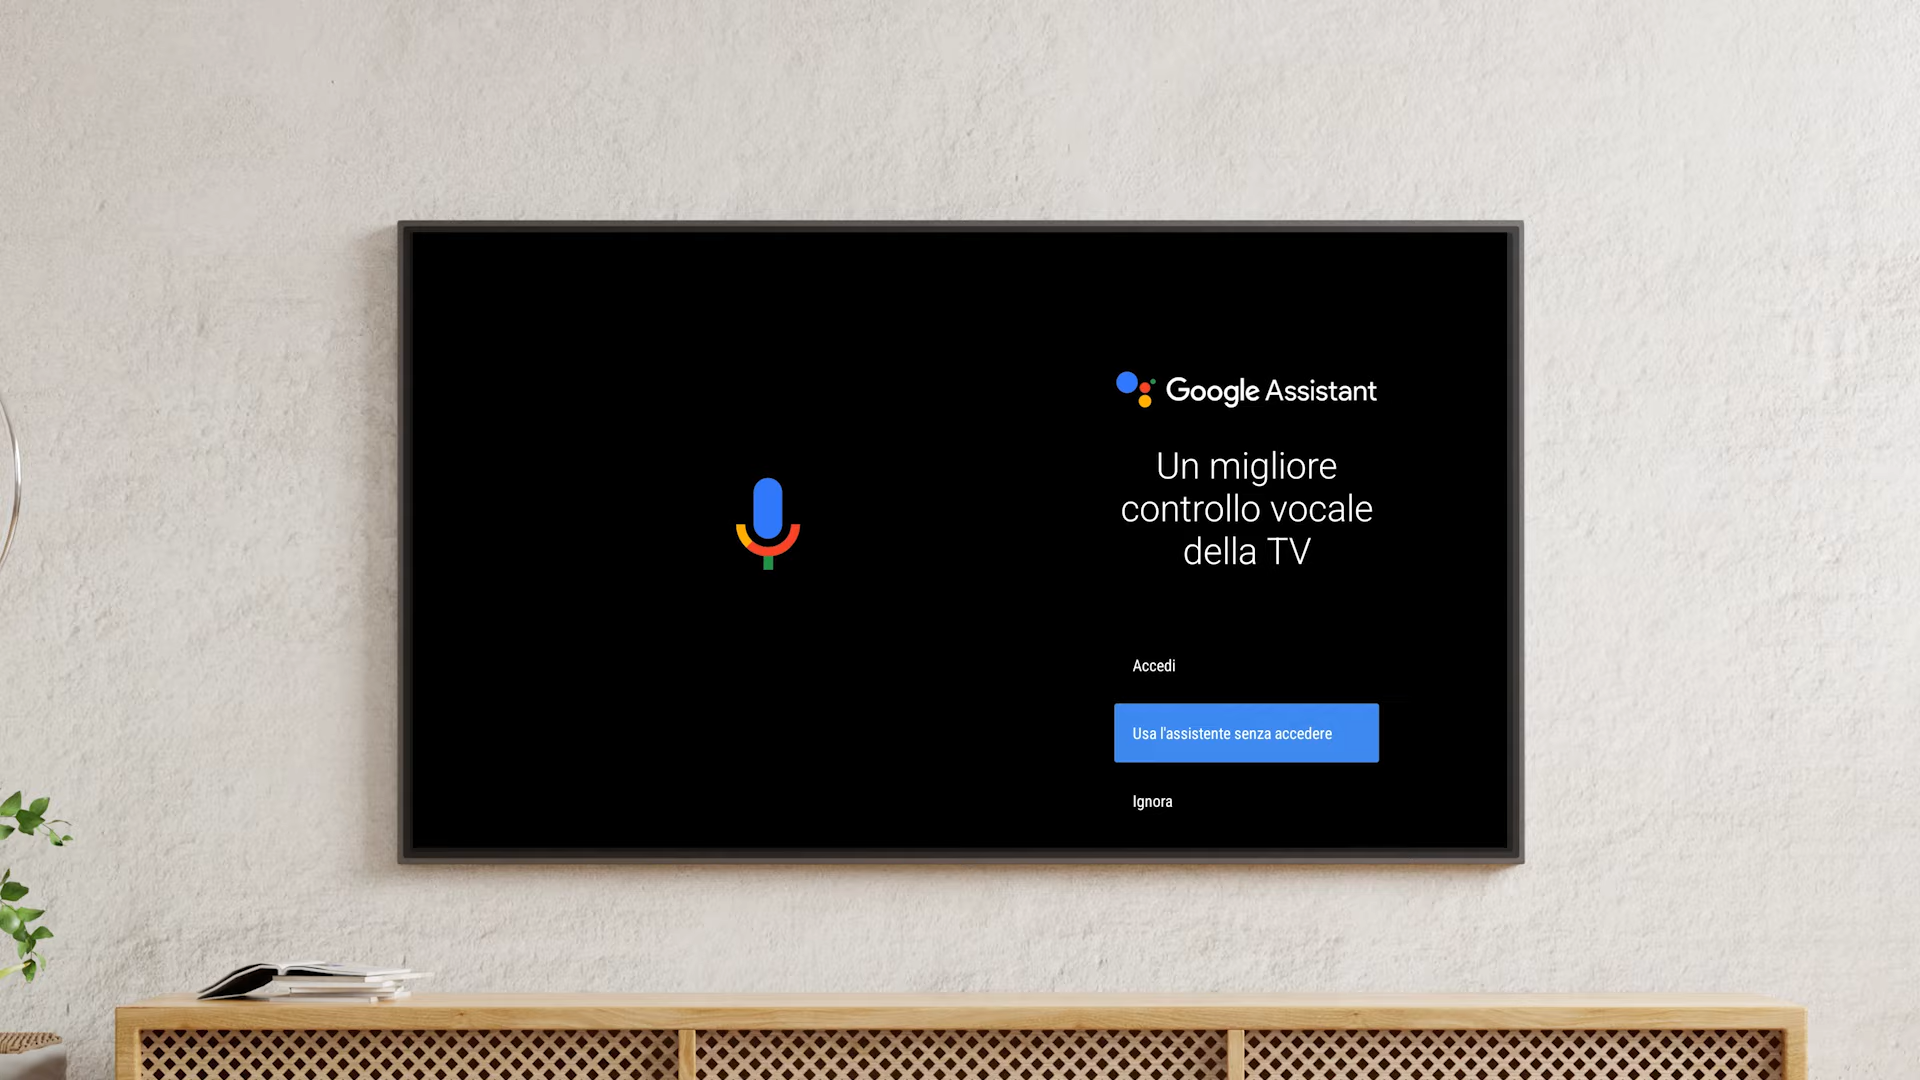 Google Assistant
Un migliore
controllo vocale
della TV
Accedi
Usa l'assistente senza accedere
Ignora